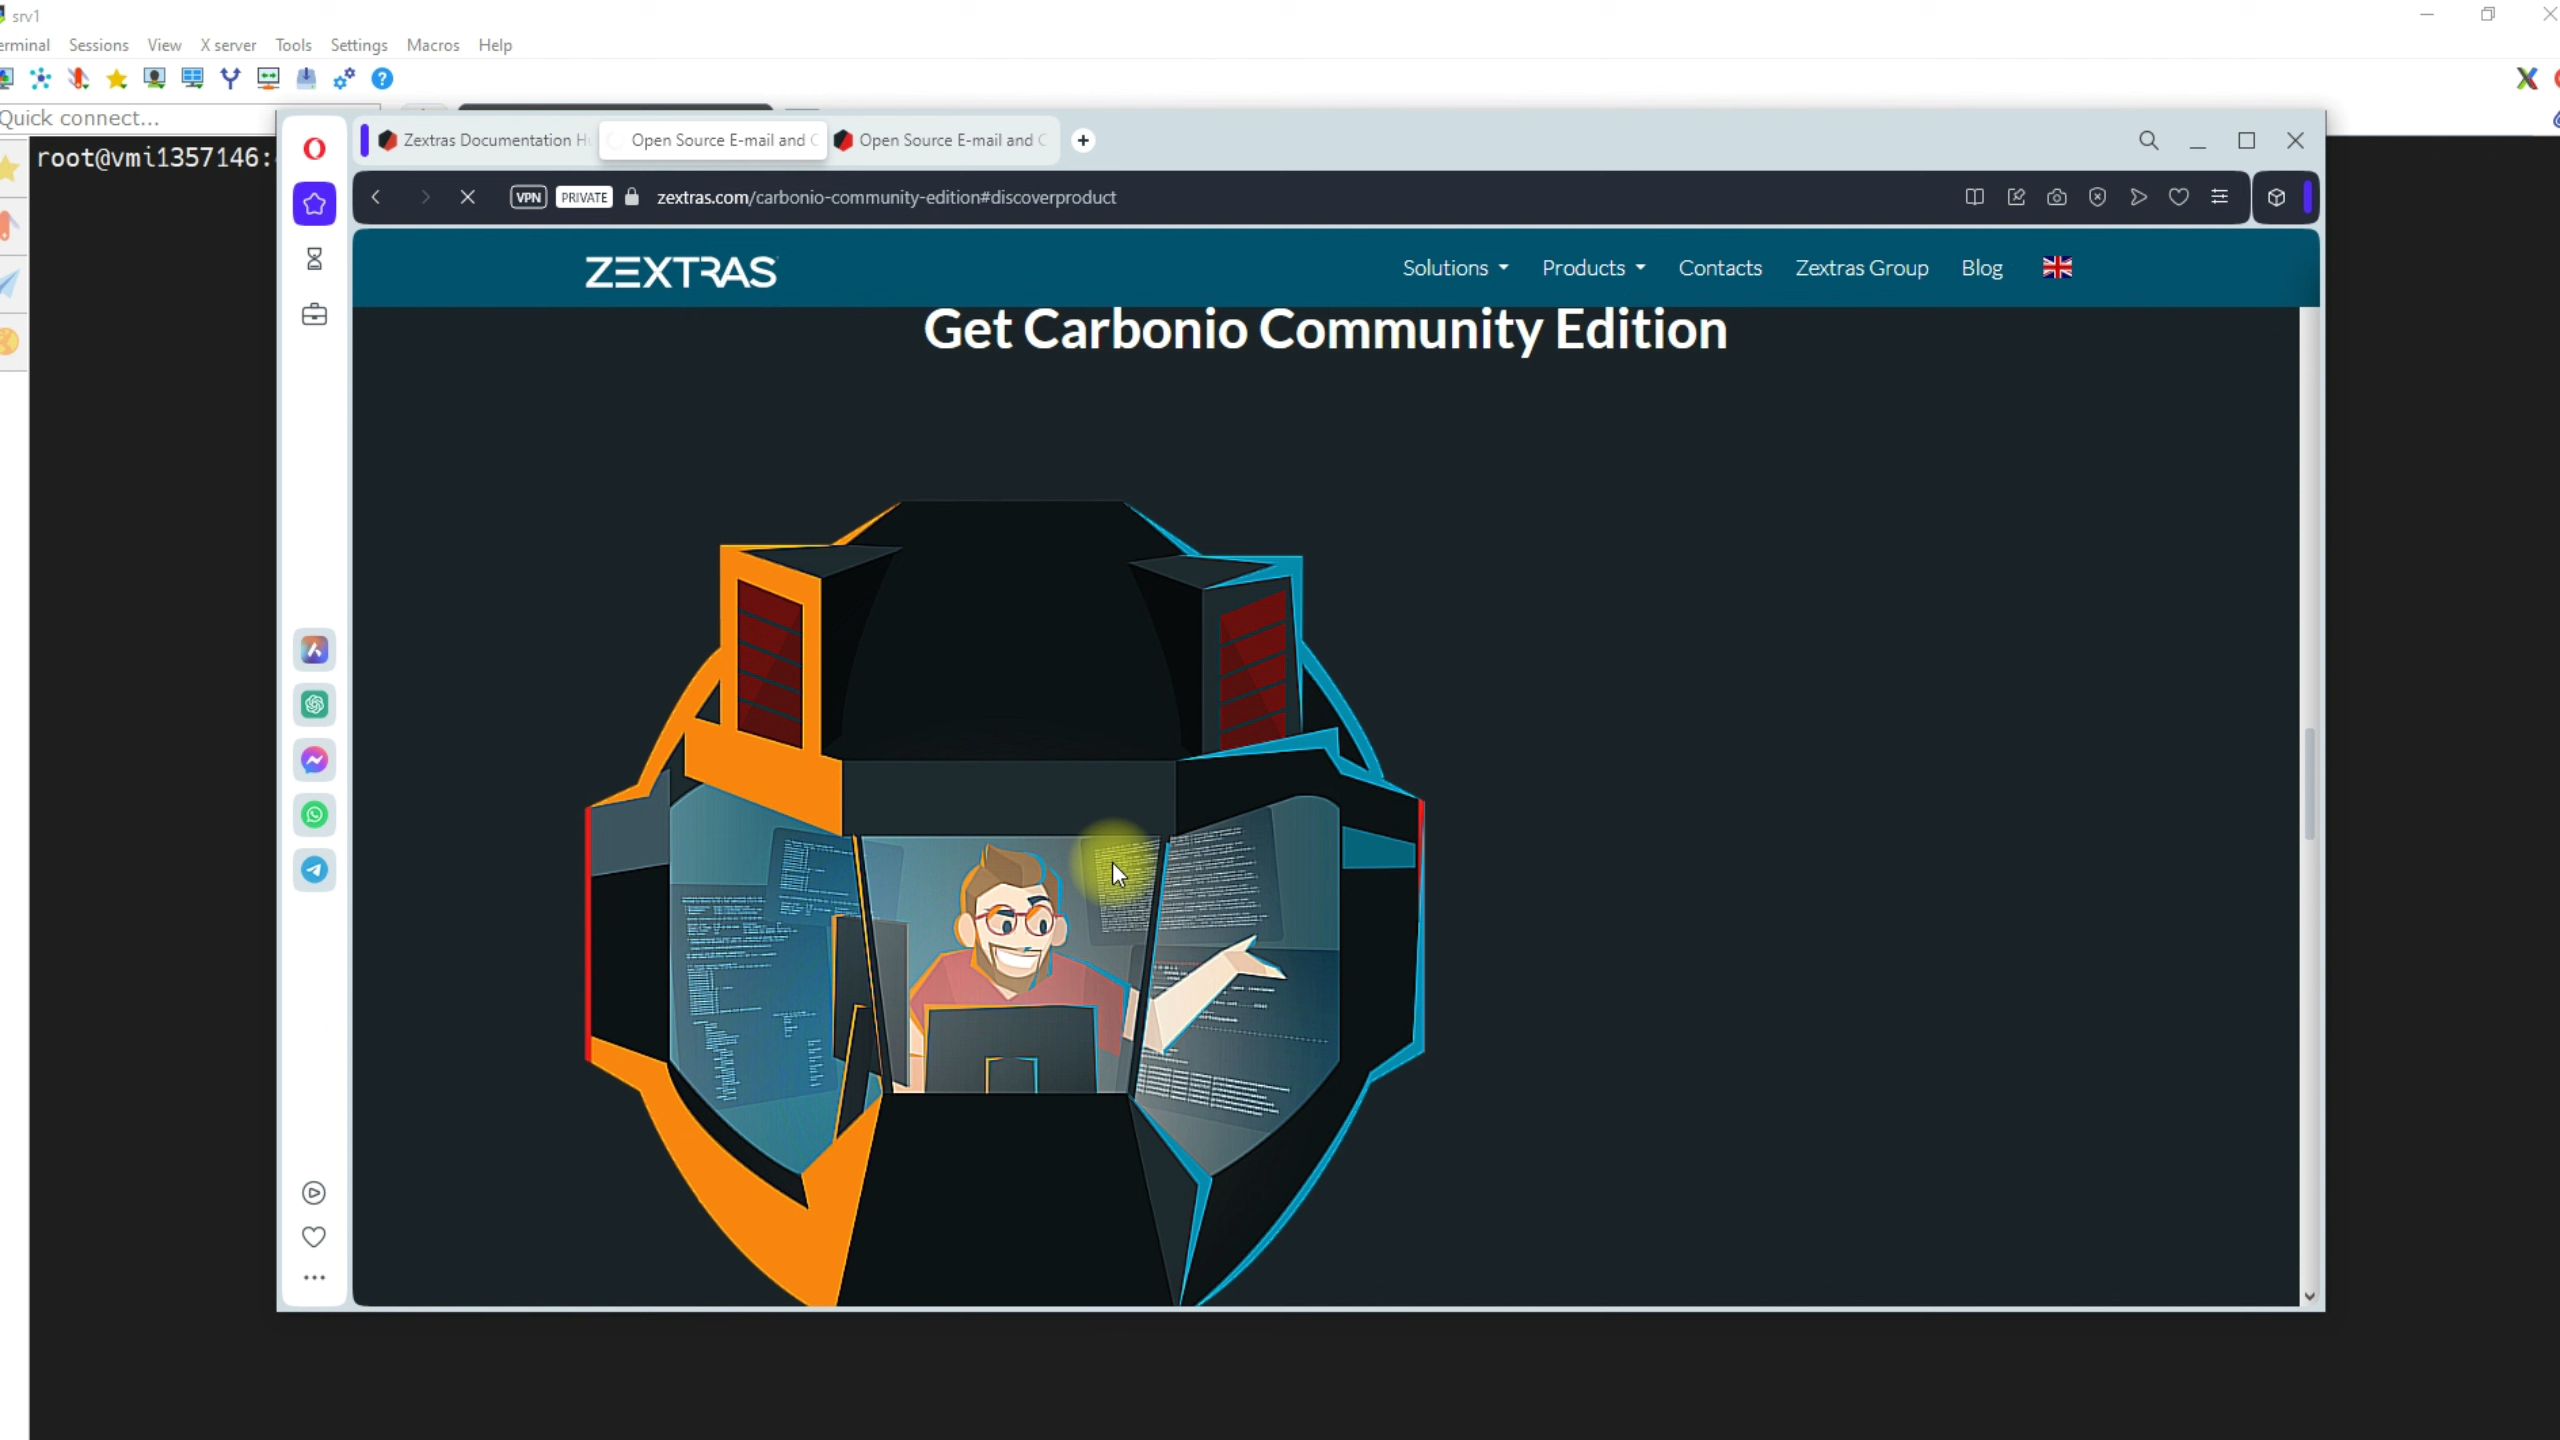 srv1
erminal Sessions View X server Tools Settings Macros Help
Quick connect...
root@vmi1357146:
Zextras Documentation H
Open Source E-mail and C
Open Source E-mail and C
VPN PRIVATE zextras.com/carbonio-community-edition#discoverproduct
ZEXTRAS
Solutions Products Contacts Zextras Group Blog
Get Carbonio Community Edition